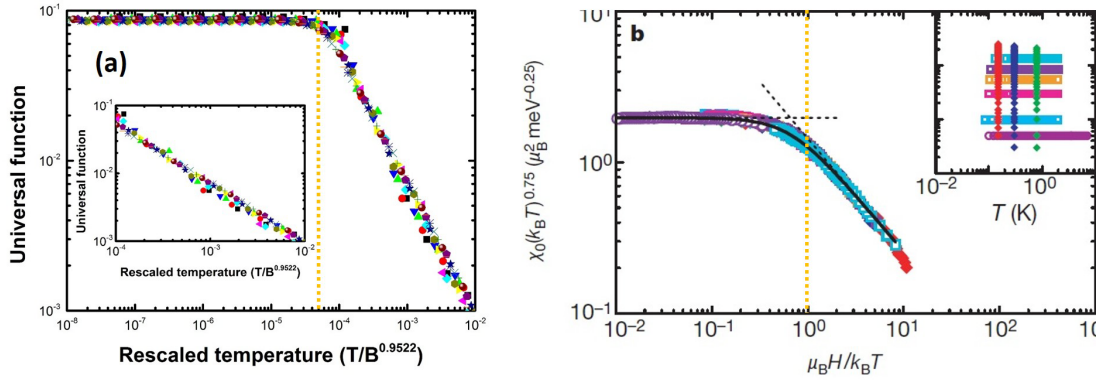 (a)
Universal function
10^-1
10^-2
10^-3
10^-8 10^-7 10^-6 10^-5 10^-4 10^-3 10^-2
Rescaled temperature (T/B^0.9522)
Universal function
10^-1
10^-2
10^-3
10^-4 10^-3 10^-2
Rescaled temperature (T/B^0.9522)
b
χ0(kBT)^0.75 (μB^2 meV^-0.25)
10^1
10^0
10^-1
10^-2 10^-1 10^0 10^1 10^2 10
μBH/kBT
10^-2 10^0
T (K)